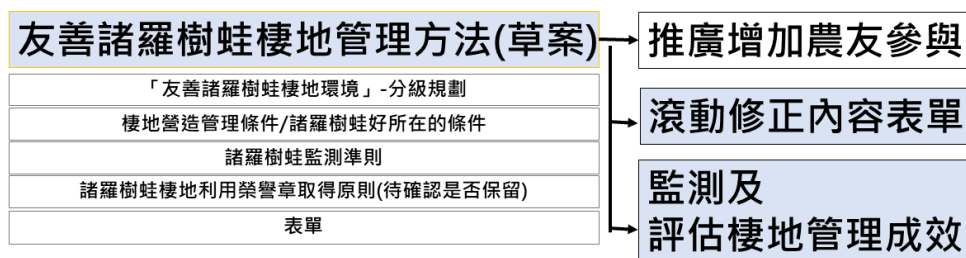 友善諸羅樹蛙棲地管理方法(草案)
「友善諸羅樹蛙棲地環境」-分級規劃
棲地營造管理條件/諸羅樹蛙好所在的條件
諸羅樹蛙監測準則
諸羅樹蛙棲地利用榮譽章取得原則(待確認是否保留)
表單
推廣增加農友參與
滾動修正內容表單
監測及
評估棲地管理成效